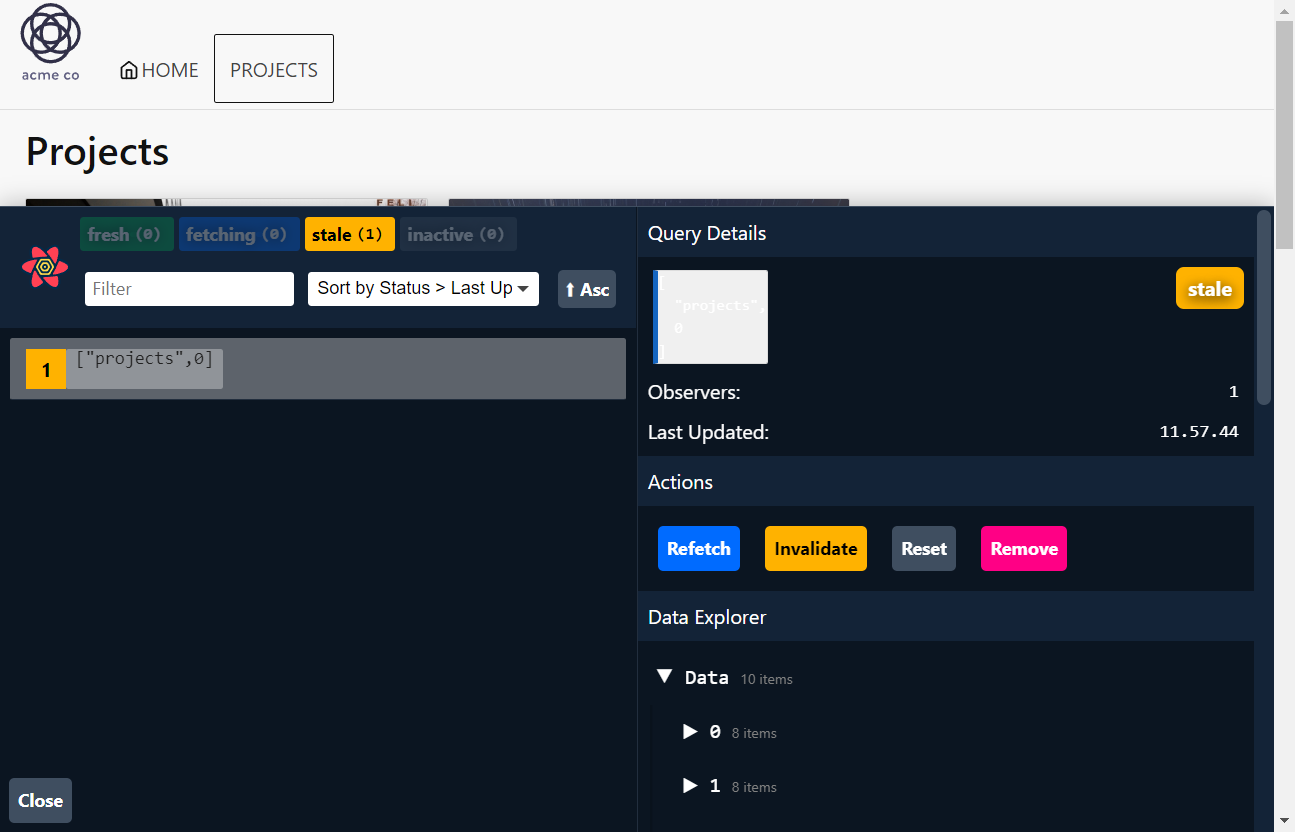 acme co
HOME
PROJECTS
Projects
FELI
fresh (0)
fetching (0)
stale (1)
inactive (0)
Filter
Sort by Status > Last Up
Asc
1
["projects",0]
Close
Query Details
[
"projects",
0
]
stale
Observers:
1
Last Updated:
11.57.44
Actions
Refetch
Invalidate
Reset
Remove
Data Explorer
Data 10 items
0 8 items
1 8 items